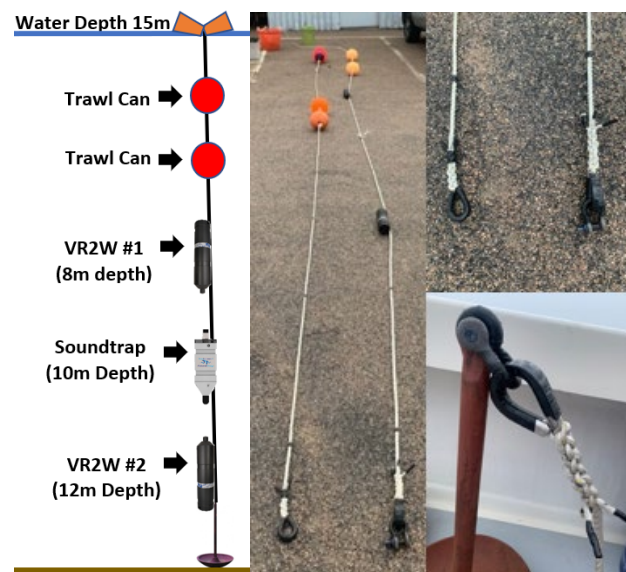 Water Depth 15m
Trawl Can
Trawl Can
VR2W #1
(8m depth)
Soundtrap
(10m Depth)
VR2W #2
(12m Depth)